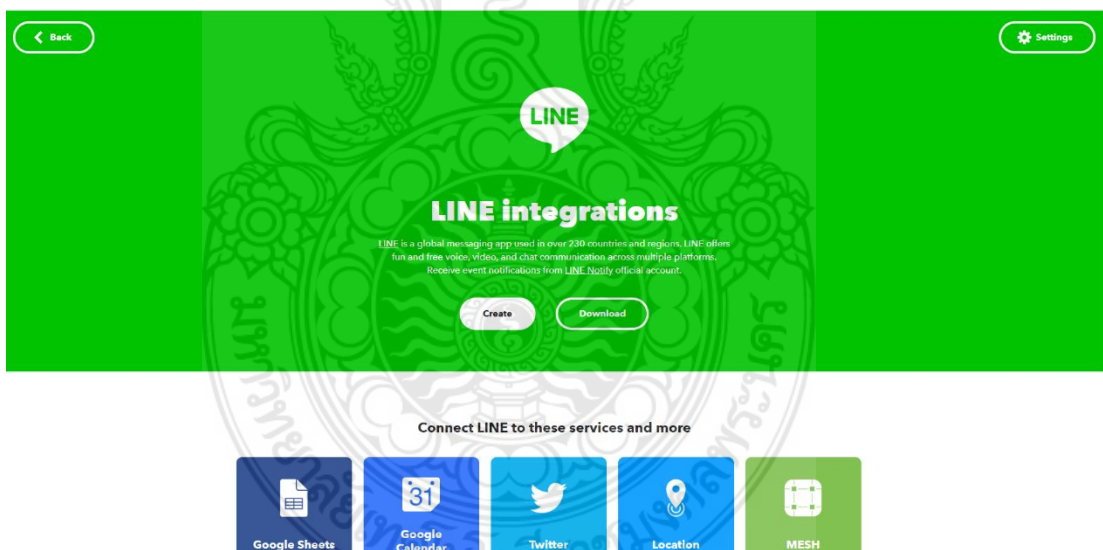 Back
Settings
LINE
LINE integrations
LINE is a global messaging app used in over 230 countries and regions. LINE offers
fun and free voice, video, and chat communication across multiple platforms.
Receive event notifications from LINE Notify official account.
Create
Download
Connect LINE to these services and more
31
Google Sheets
Google
Calendar
Twitter
Location
MESH